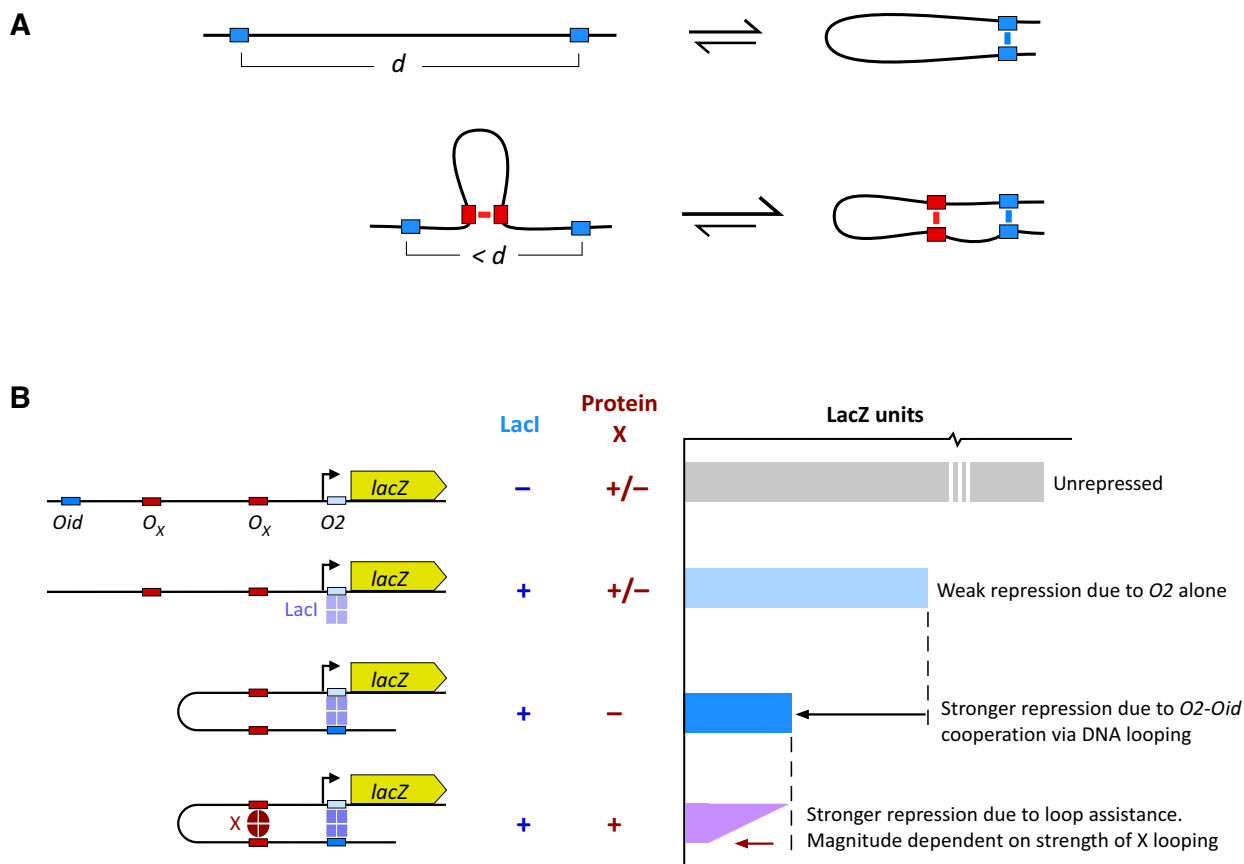 A
d
< d
B
LacI
Protein
X
LacZ units
lacZ
Oid
OX
OX
O2
–
+/–
Unrepressed
lacZ
LacI
+
+/–
Weak repression due to O2 alone
lacZ
+
–
Stronger repression due to O2-Oid
cooperation via DNA looping
lacZ
X
+
+
Stronger repression due to loop assistance.
Magnitude dependent on strength of X looping